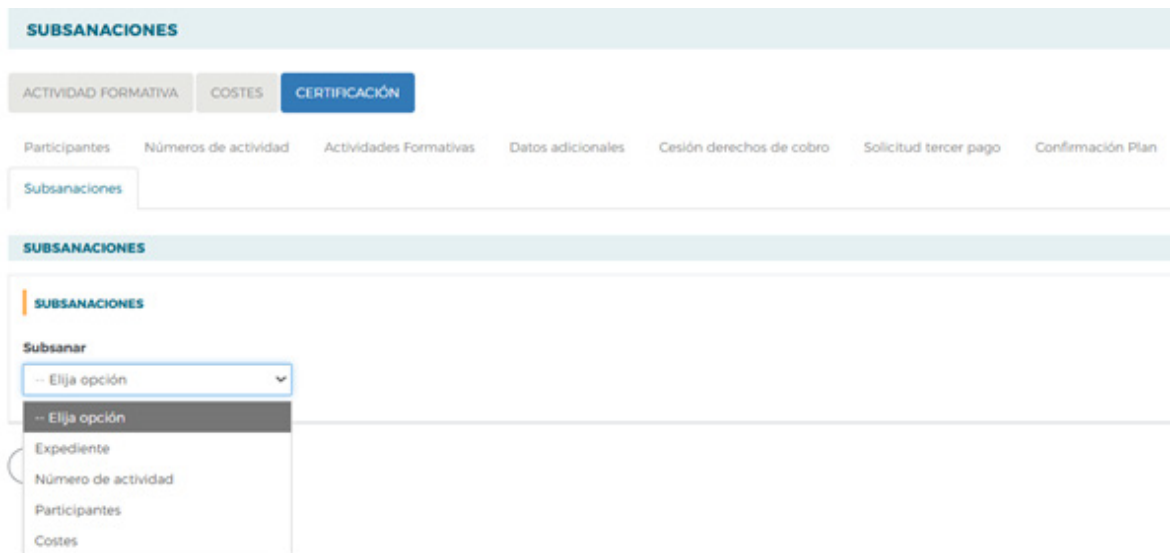 SUBSANACIONES
ACTIVIDAD FORMATIVA COSTES CERTIFICACIÓN
Participantes Números de actividad Actividades Formativas Datos adicionales Cesión derechos de cobro Solicitud tercer pago Confirmación Plan
Subsanaciones
SUBSANACIONES
SUBSANACIONES
Subsanar
-- Elija opción
-- Elija opción
Expediente
Número de actividad
Participantes
Costes